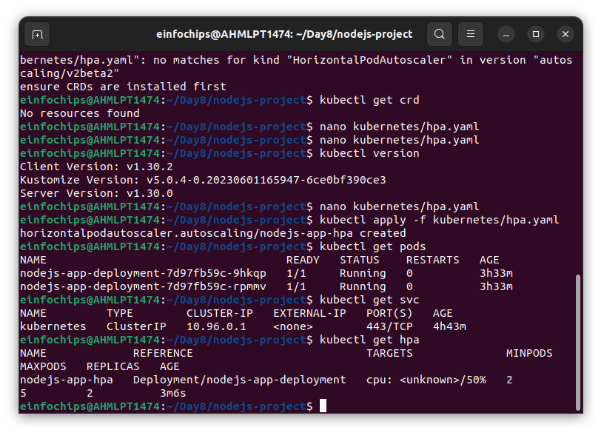 einfochips@AHMLPT1474: ~/Day8/nodejs-project
bernetes/hpa.yaml": no matches for kind "HorizontalPodAutoscaler" in version "autos
caling/v2beta2"
ensure CRDs are installed first
einfochips@AHMLPT1474:~/Day8/nodejs-project$ kubectl get crd
No resources found
einfochips@AHMLPT1474:~/Day8/nodejs-project$ nano kubernetes/hpa.yaml
einfochips@AHMLPT1474:~/Day8/nodejs-project$ nano kubernetes/hpa.yaml
einfochips@AHMLPT1474:~/Day8/nodejs-project$ kubectl version
Client Version: v1.30.2
Kustomize Version: v5.0.4-0.20230601165947-6ce0bf390ce3
Server Version: v1.30.0
einfochips@AHMLPT1474:~/Day8/nodejs-project$ nano kubernetes/hpa.yaml
einfochips@AHMLPT1474:~/Day8/nodejs-project$ kubectl apply -f kubernetes/hpa.yaml
horizontalpodautoscaler.autoscaling/nodejs-app-hpa created
einfochips@AHMLPT1474:~/Day8/nodejs-project$ kubectl get pods
NAME READY STATUS RESTARTS AGE
nodejs-app-deployment-7d97fb59c-9hkqp 1/1 Running 0 3h33m
nodejs-app-deployment-7d97fb59c-rpmmv 1/1 Running 0 3h33m
einfochips@AHMLPT1474:~/Day8/nodejs-project$ kubectl get svc
NAME TYPE CLUSTER-IP EXTERNAL-IP PORT(S) AGE
kubernetes ClusterIP 10.96.0.1 <none> 443/TCP 4h43m
einfochips@AHMLPT1474:~/Day8/nodejs-project$ kubectl get hpa
NAME REFERENCE TARGETS MINPODS
MAXPODS REPLICAS AGE
nodejs-app-hpa Deployment/nodejs-app-deployment cpu: <unknown>/50% 2
5 2 3m6s
einfochips@AHMLPT1474:~/Day8/nodejs-project$